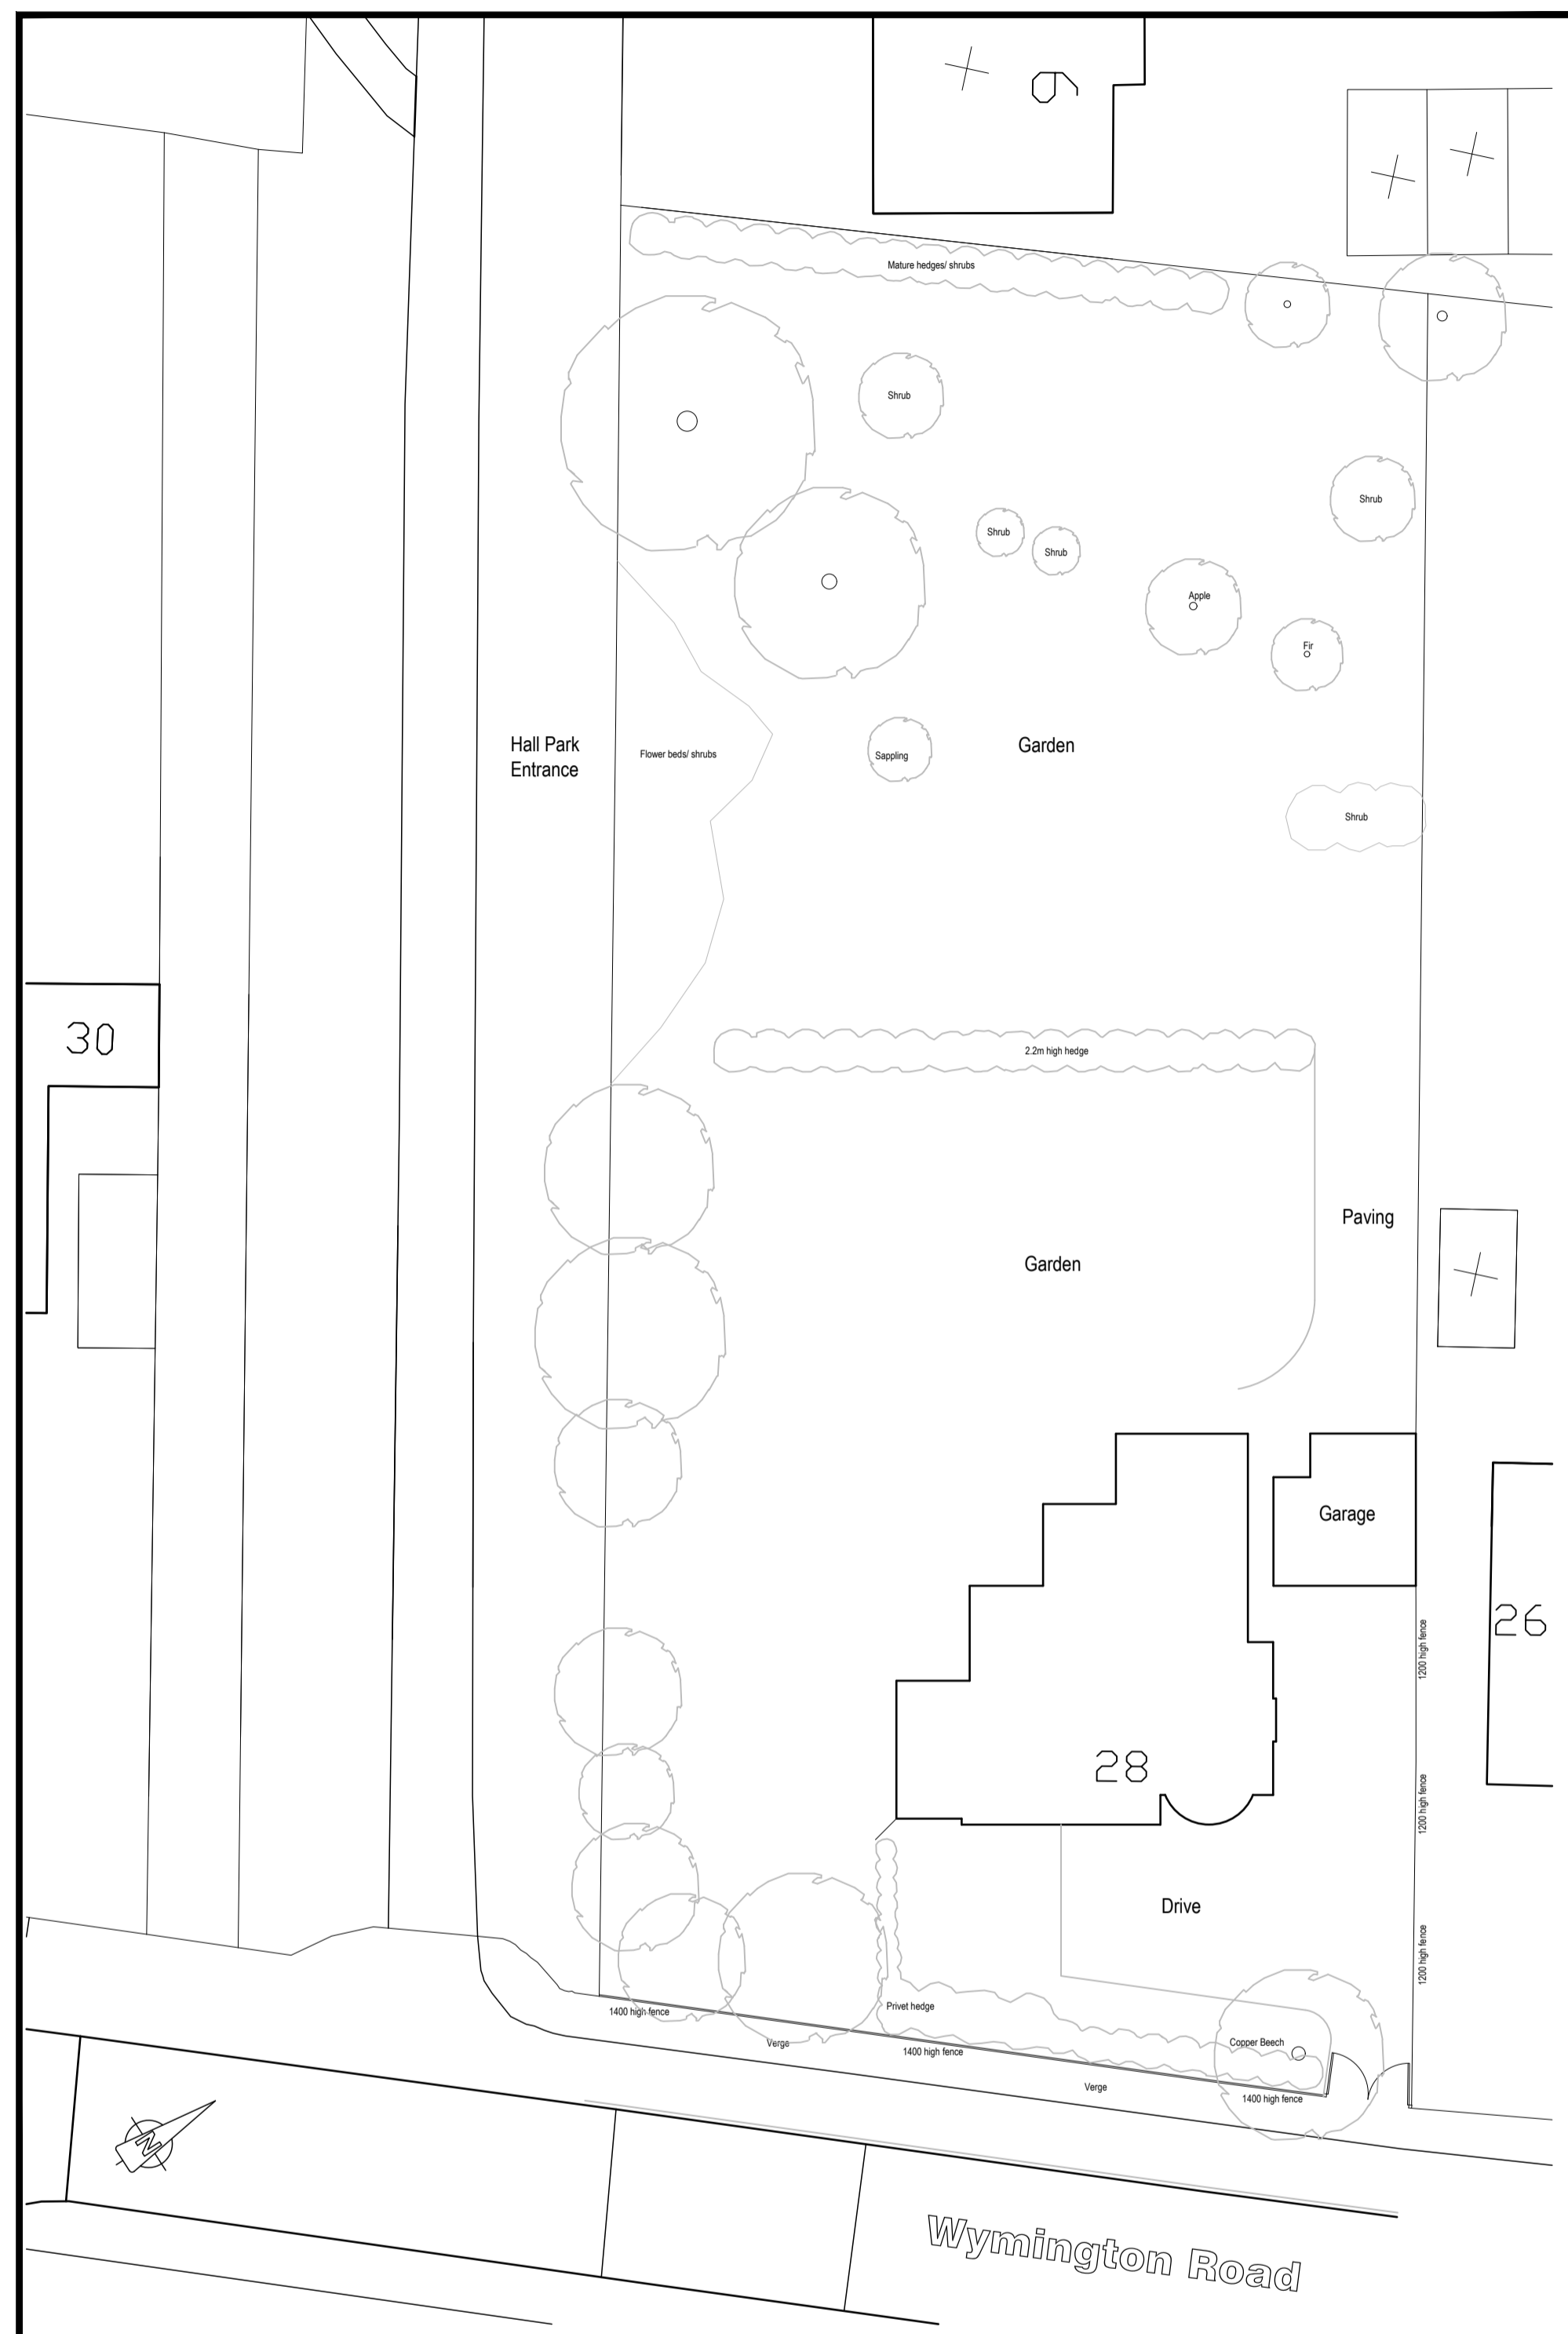 9
Mature hedges/ shrubs
Shrub
Shrub
Shrub
Shrub
Apple
Fir
Hall Park
Entrance
Flower beds/ shrubs
Sappling
Garden
Shrub
30
2.2m high hedge
Paving
Garden
Garage
26
1200 high fence
28
1200 high fence
Drive
1200 high fence
Privet hedge
1400 high fence
Verge
1400 high fence
Copper Beech
Verge
1400 high fence
N
Wymington Road